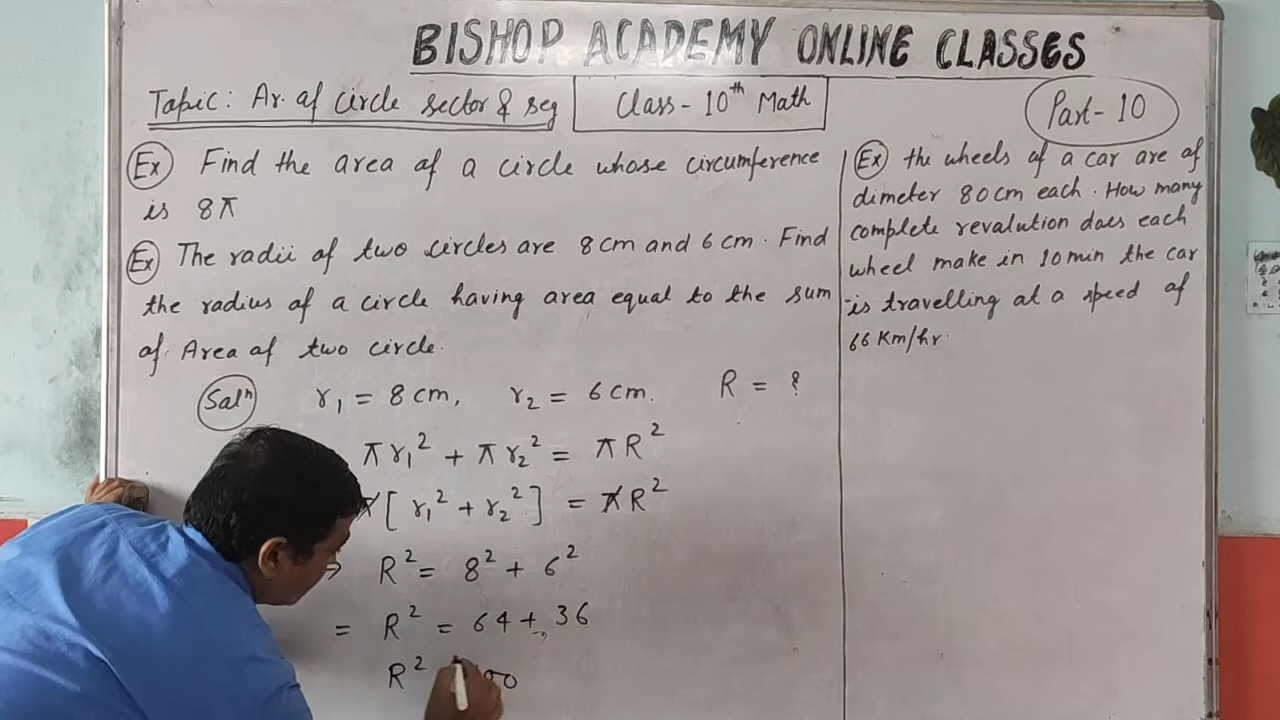 BISHOP ACADEMY ONLINE CLASSES
Tapic: Ar. af circle sector & seg
Class - 10th Math
Part - 10
Ex Find the area af a circle whose circumference
is 8π
Ex The radii of two circles are 8 cm and 6 cm. Find
the radius af a circle having area equal to the sum
of. Area af two circle.
Salⁿ r₁ = 8 cm, r₂ = 6 cm. R = ?
πr₁² + πr₂² = πR²
π[r₁² + r₂²] = πR²
⇒ R² = 8² + 6²
= R² = 64 + 36
R²
Ex the wheels af a car are af
dimeter 80 cm each. How many
complete revalution daes each
wheel make in 10 min the car
is travelling at a speed af
66 Km/hr.